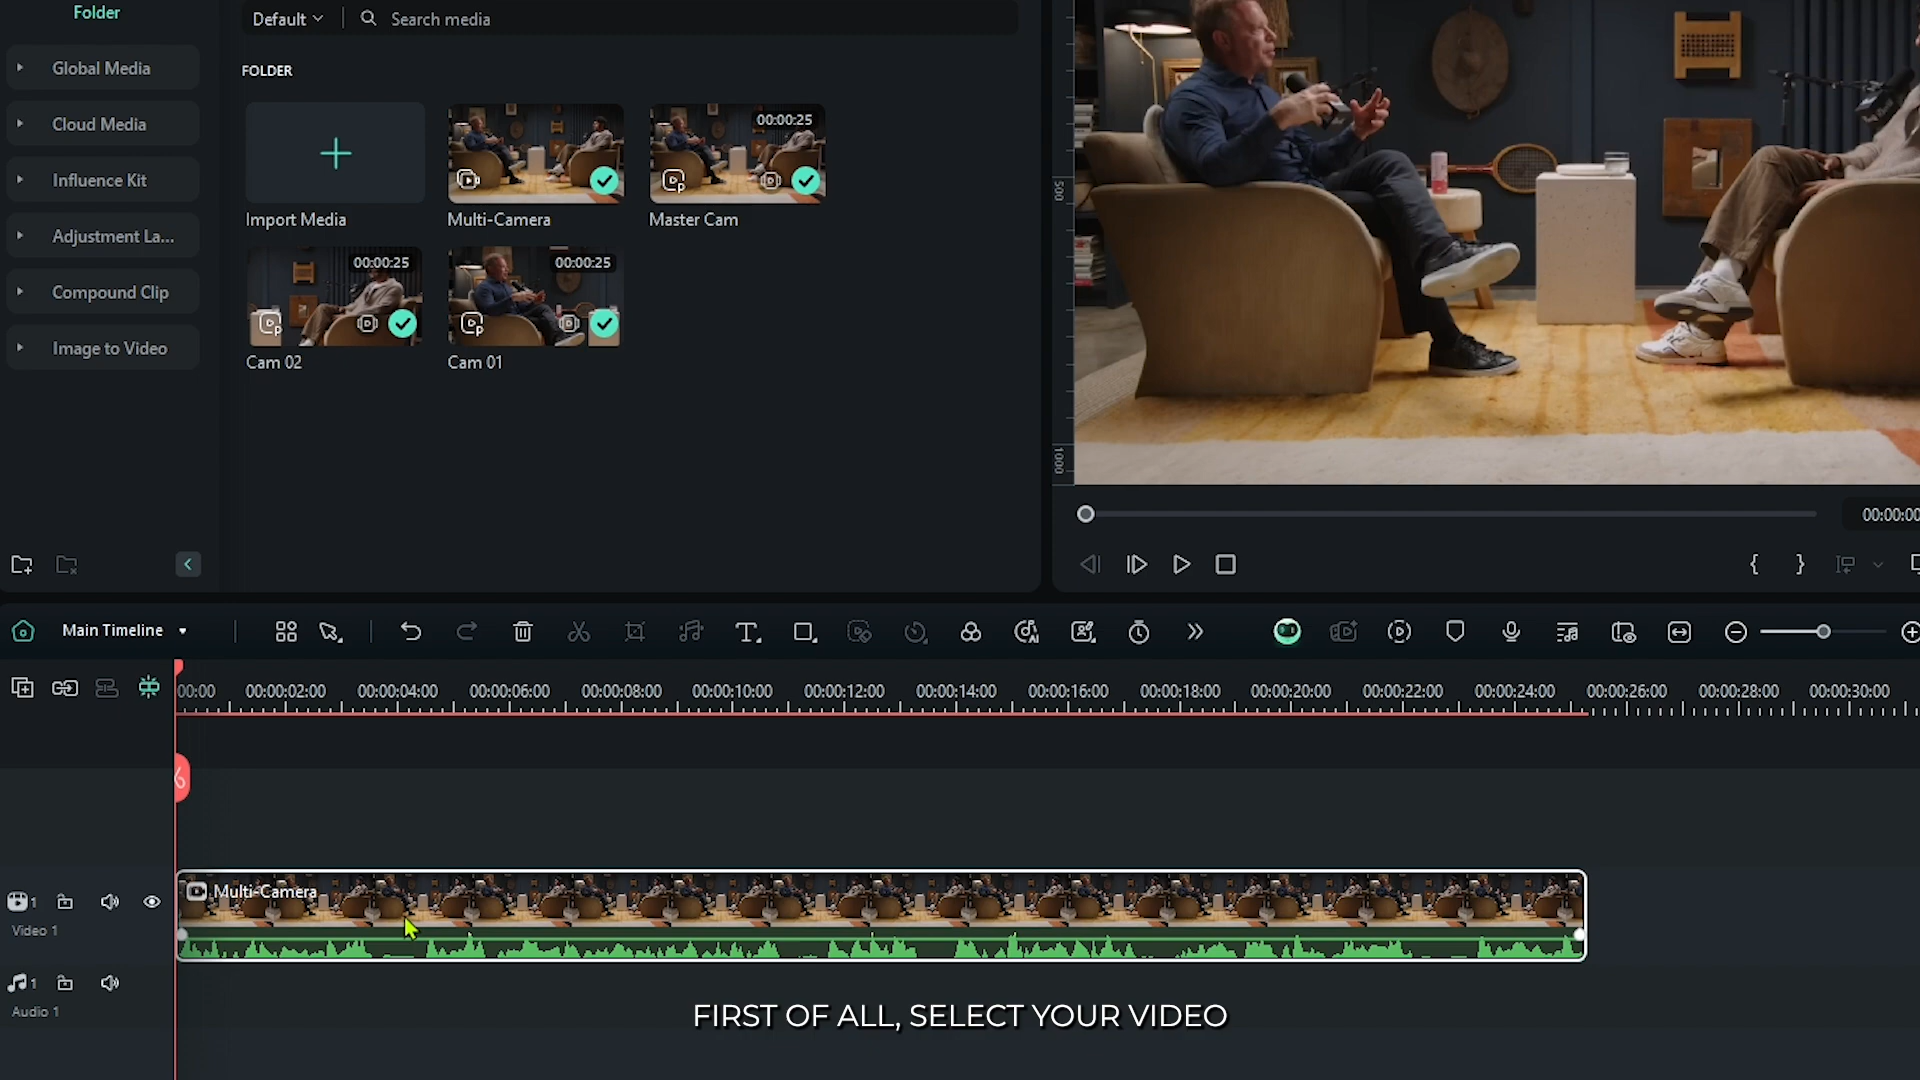 Folder
Default
Search media
Global Media
FOLDER
Cloud Media
00:00:25
Influence Kit
Import Media
Multi-Camera
Master Cam
Adjustment La...
00:00:25
00:00:25
Compound Clip
Image to Video
Cam 02
Cam 01
500
1000
00:00:00
Main Timeline
00:00
00:00:02:00
00:00:04:00
00:00:06:00
00:00:08:00
00:00:10:00
00:00:12:00
00:00:14:00
00:00:16:00
00:00:18:00
00:00:20:00
00:00:22:00
00:00:24:00
00:00:26:00
00:00:28:00
00:00:30:00
Multi-Camera
1
Video 1
1
Audio 1
FIRST OF ALL, SELECT YOUR VIDEO